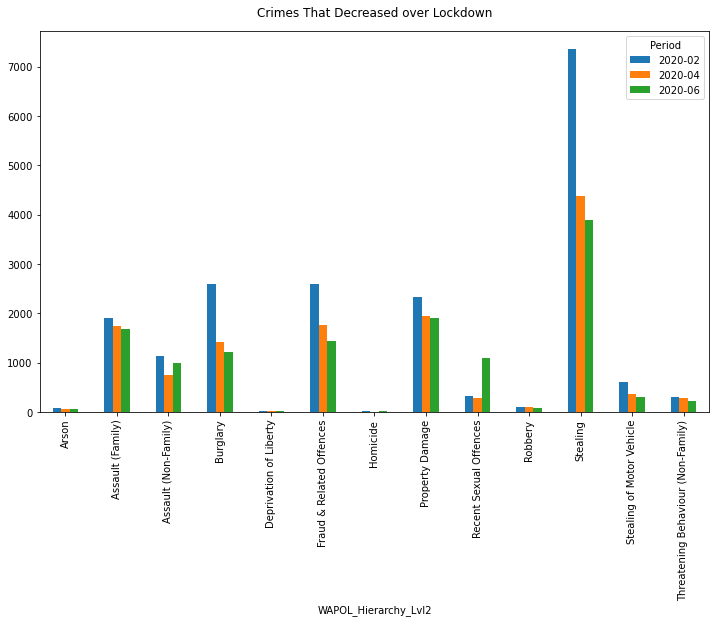 Crimes That Decreased over Lockdown
Period
2020-02
2020-04
2020-06
7000
6000
5000
4000
3000
2000
1000
0
Arson
Assault (Family)
Assault (Non-Family)
Burglary
Deprivation of Liberty
Fraud & Related Offences
Homicide
Property Damage
Recent Sexual Offences
Robbery
Stealing
Stealing of Motor Vehicle
Threatening Behaviour (Non-Family)
WAPOL_Hierarchy_Lvl2